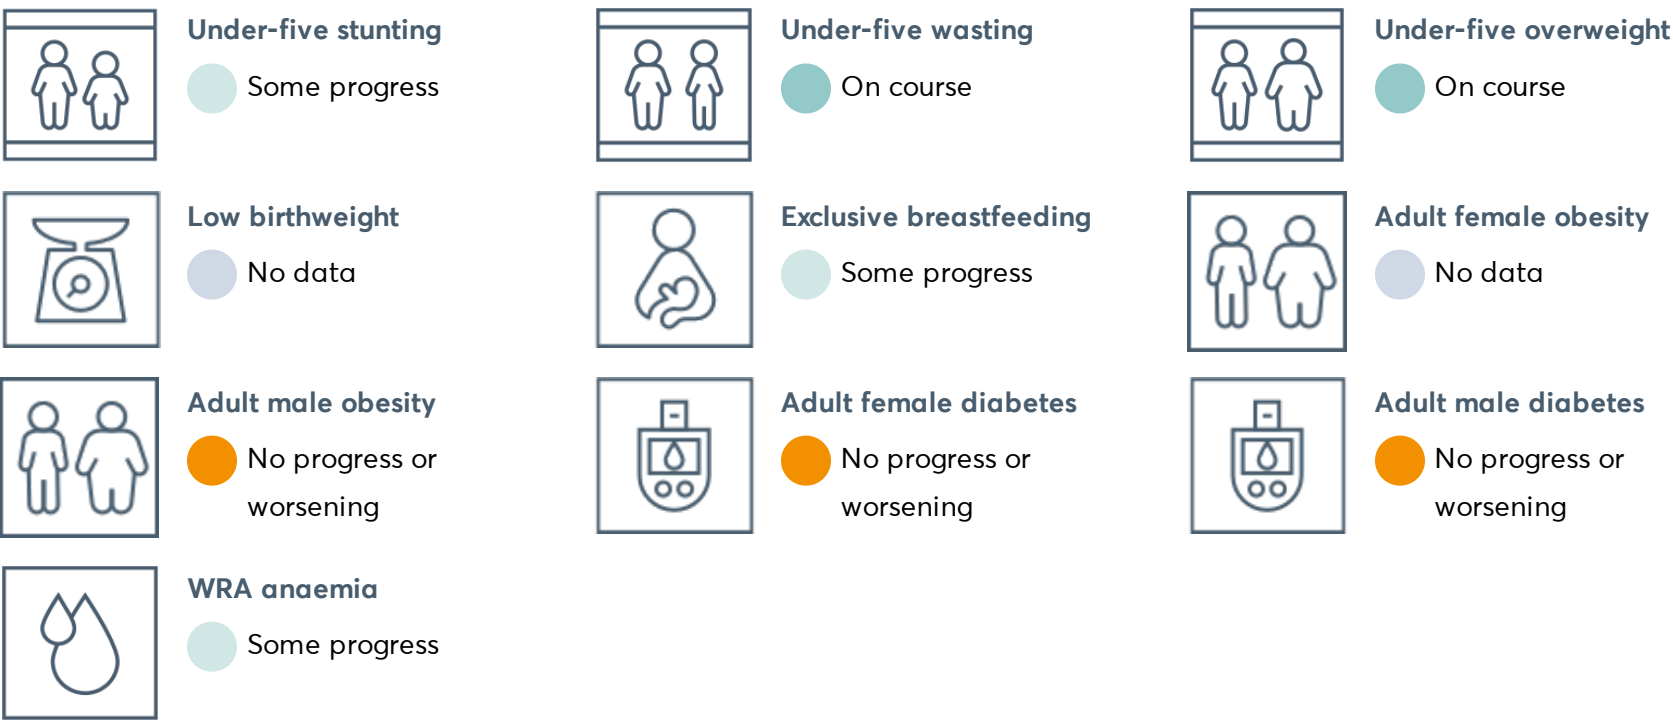 Under-five stunting
Some progress
Under-five wasting
On course
Under-five overweight
On course
Low birthweight
No data
Exclusive breastfeeding
Some progress
Adult female obesity
No data
Adult male obesity
No progress or
worsening
Adult female diabetes
No progress or
worsening
Adult male diabetes
No progress or
worsening
WRA anaemia
Some progress